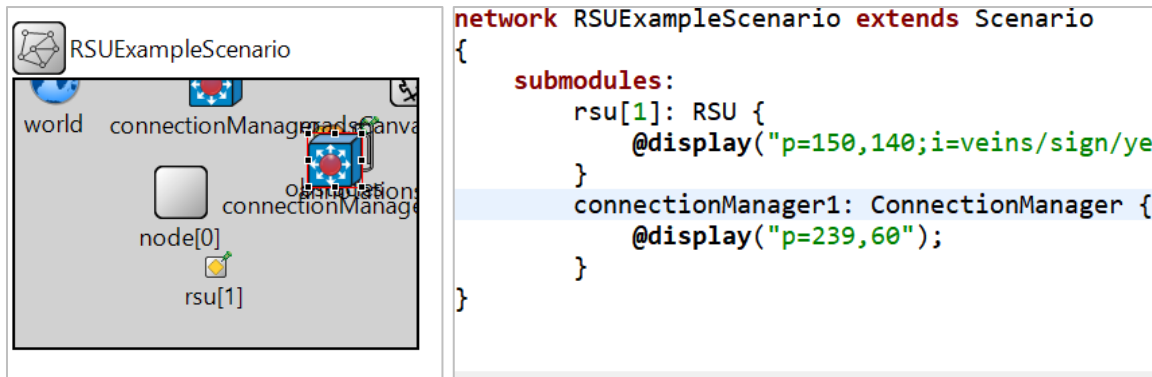 RSUExampleScenario
world connectionManager
node[0]
connectionManage
rsu[1]
network RSUExampleScenario extends Scenario
{
submodules:
rsu[1]: RSU {
@display("p=150,140;i=veins/sign/ye
}
connectionManager1: ConnectionManager {
@display("p=239,60");
}
}